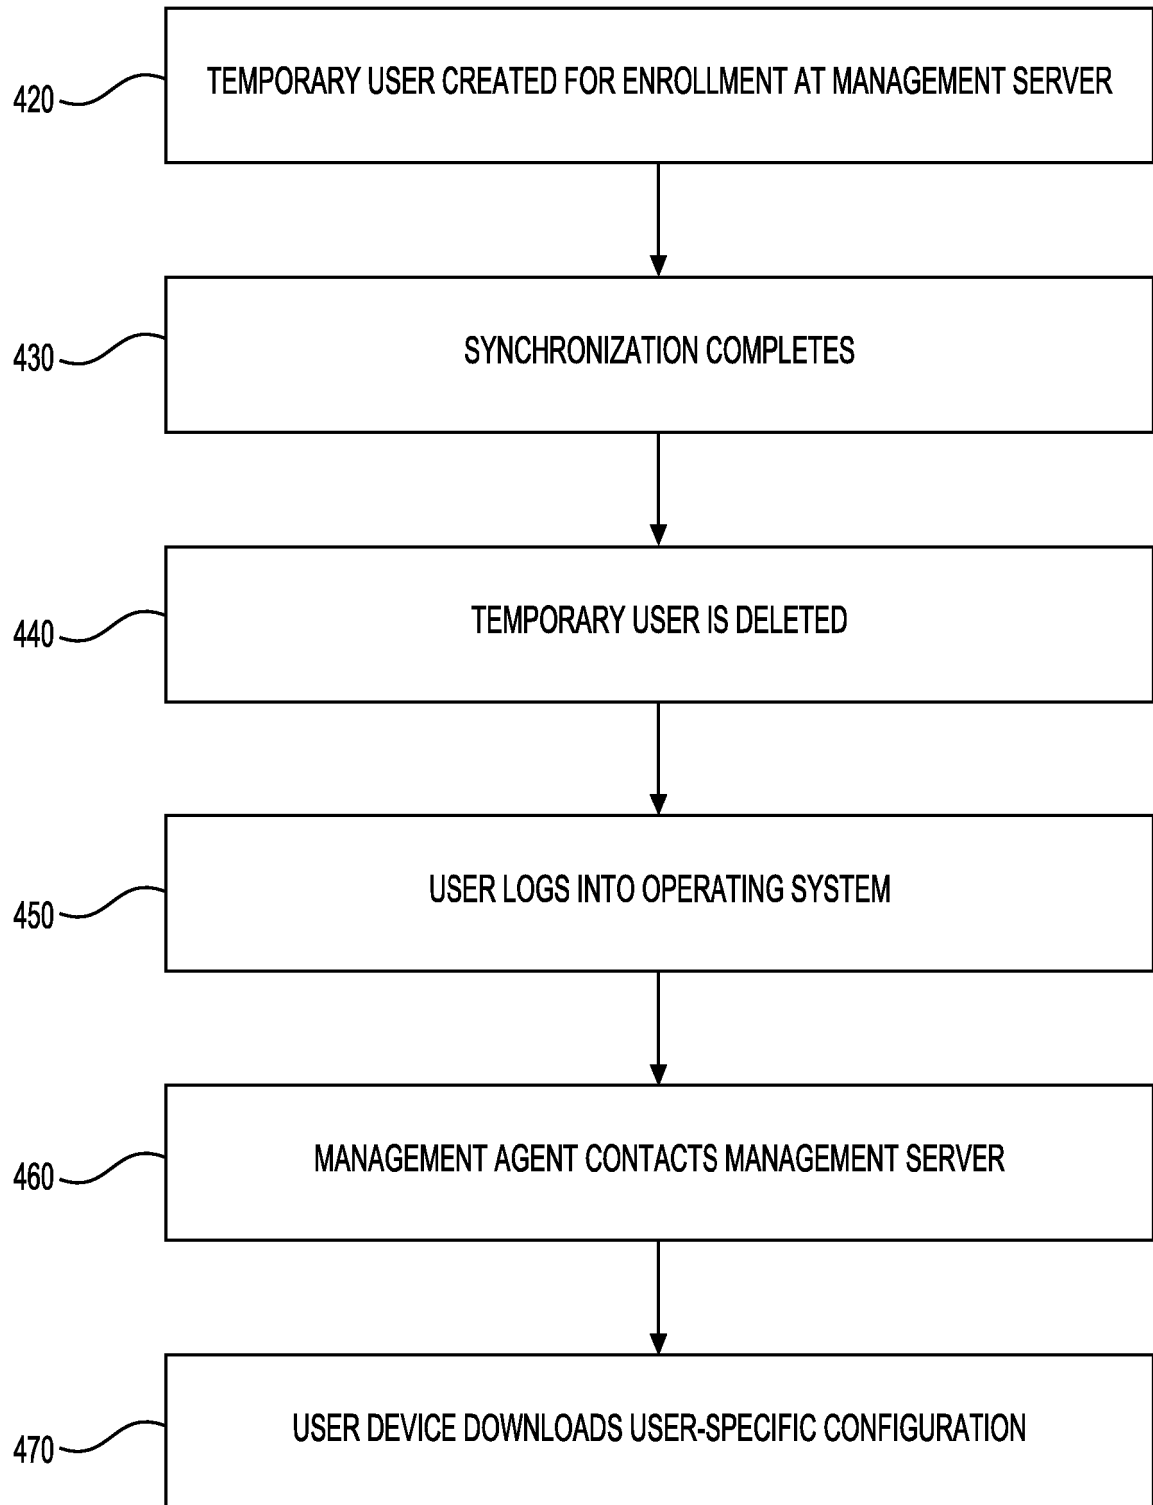 420
TEMPORARY USER CREATED FOR ENROLLMENT AT MANAGEMENT SERVER
430
SYNCHRONIZATION COMPLETES
440
TEMPORARY USER IS DELETED
450
USER LOGS INTO OPERATING SYSTEM
460
MANAGEMENT AGENT CONTACTS MANAGEMENT SERVER
470
USER DEVICE DOWNLOADS USER-SPECIFIC CONFIGURATION